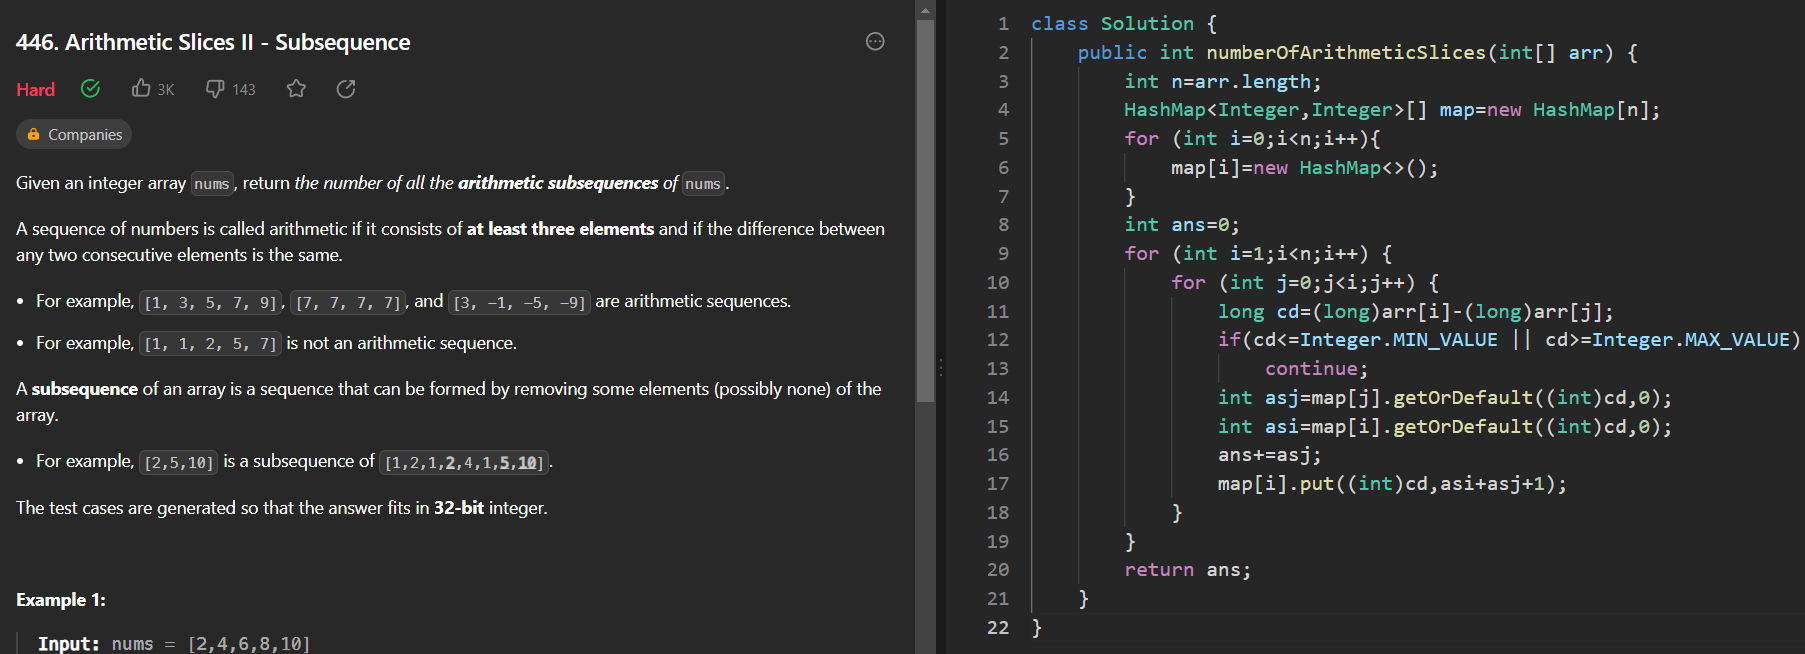 446. Arithmetic Slices II - Subsequence
Hard 3K 143
Companies
Given an integer array nums, return the number of all the arithmetic subsequences of nums.
A sequence of numbers is called arithmetic if it consists of at least three elements and if the difference between
any two consecutive elements is the same.
• For example, [1, 3, 5, 7, 9], [7, 7, 7, 7], and [3, −1, −5, −9] are arithmetic sequences.
• For example, [1, 1, 2, 5, 7] is not an arithmetic sequence.
A subsequence of an array is a sequence that can be formed by removing some elements (possibly none) of the
array.
• For example, [2,5,10] is a subsequence of [1,2,1,2,4,1,5,10].
The test cases are generated so that the answer fits in 32-bit integer.
Example 1:
Input: nums = [2,4,6,8,10]
1 class Solution {
2     public int numberOfArithmeticSlices(int[] arr) {
3         int n=arr.length;
4         HashMap<Integer,Integer>[] map=new HashMap[n];
5         for (int i=0;i<n;i++){
6             map[i]=new HashMap<>();
7         }
8         int ans=0;
9         for (int i=1;i<n;i++) {
10             for (int j=0;j<i;j++) {
11                 long cd=(long)arr[i]-(long)arr[j];
12                 if(cd<=Integer.MIN_VALUE || cd>=Integer.MAX_VALUE)
13                     continue;
14                 int asj=map[j].getOrDefault((int)cd,0);
15                 int asi=map[i].getOrDefault((int)cd,0);
16                 ans+=asj;
17                 map[i].put((int)cd,asi+asj+1);
18             }
19         }
20         return ans;
21     }
22 }